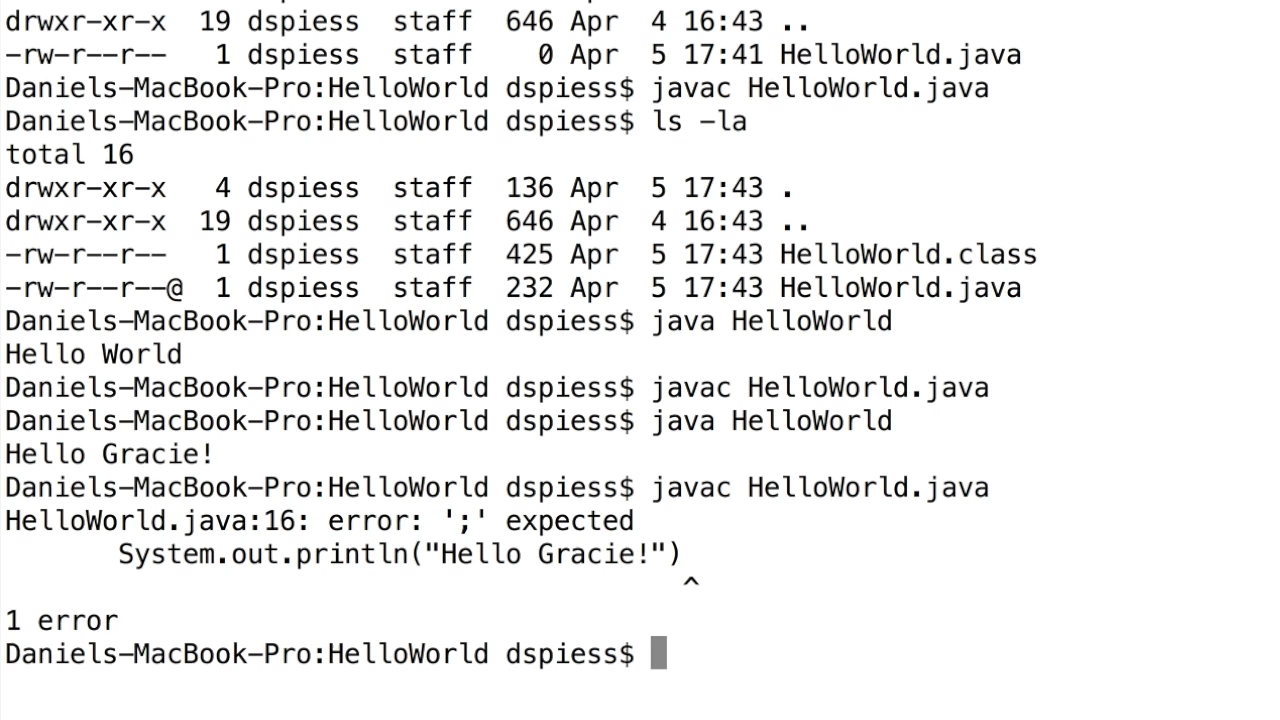 drwxr-xr-x  19 dspiess  staff  646 Apr  4 16:43 ..
-rw-r--r--   1 dspiess  staff    0 Apr  5 17:41 HelloWorld.java
Daniels-MacBook-Pro:HelloWorld dspiess$ javac HelloWorld.java
Daniels-MacBook-Pro:HelloWorld dspiess$ ls -la
total 16
drwxr-xr-x   4 dspiess  staff  136 Apr  5 17:43 .
drwxr-xr-x  19 dspiess  staff  646 Apr  4 16:43 ..
-rw-r--r--   1 dspiess  staff  425 Apr  5 17:43 HelloWorld.class
-rw-r--r--@  1 dspiess  staff  232 Apr  5 17:43 HelloWorld.java
Daniels-MacBook-Pro:HelloWorld dspiess$ java HelloWorld
Hello World
Daniels-MacBook-Pro:HelloWorld dspiess$ javac HelloWorld.java
Daniels-MacBook-Pro:HelloWorld dspiess$ java HelloWorld
Hello Gracie!
Daniels-MacBook-Pro:HelloWorld dspiess$ javac HelloWorld.java
HelloWorld.java:16: error: ';' expected
       System.out.println("Hello Gracie!")
                                          ^
1 error
Daniels-MacBook-Pro:HelloWorld dspiess$